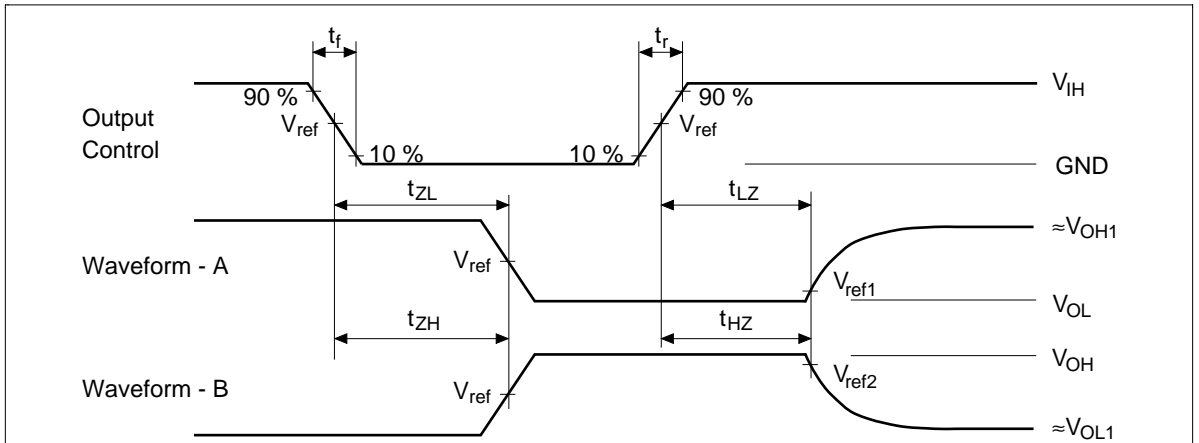 tf
tr
90 %
90 %
VIH
Output
Control
Vref
Vref
10 %
10 %
GND
tZL
tLZ
≈VOH1
Waveform - A
Vref
Vref1
VOL
tZH
tHZ
VOH
Vref2
Waveform - B
Vref
≈VOL1